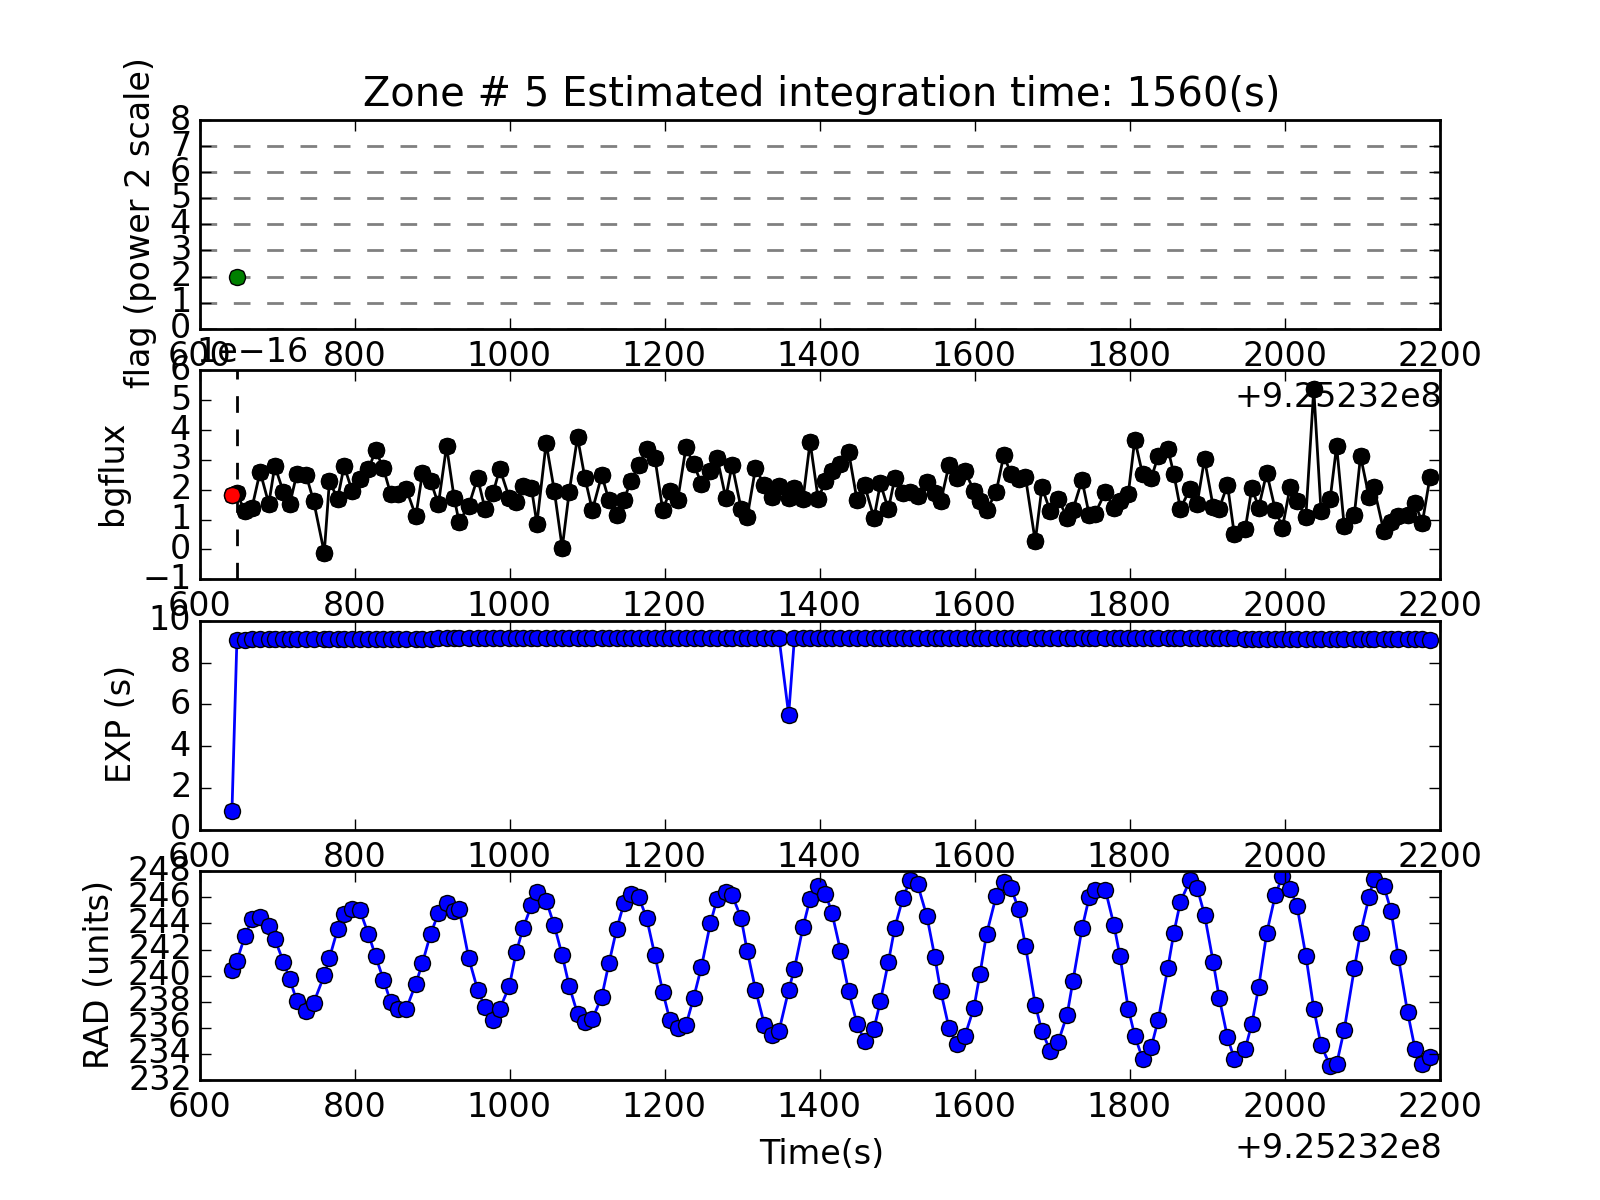 Zone # 5 Estimated integration time: 1560(s)
flag (power 2 scale)
8
7
6
5
4
3
2
1
0
600 800 1000 1200 1400 1600 1800 2000 2200
1e−16
+9.25232e8
bgflux
6
5
4
3
2
1
0
−1
600 800 1000 1200 1400 1600 1800 2000 2200
EXP (s)
10
8
6
4
2
0
600 800 1000 1200 1400 1600 1800 2000 2200
RAD (units)
248
246
244
242
240
238
236
234
232
600 800 1000 1200 1400 1600 1800 2000 2200
Time(s)
+9.25232e8